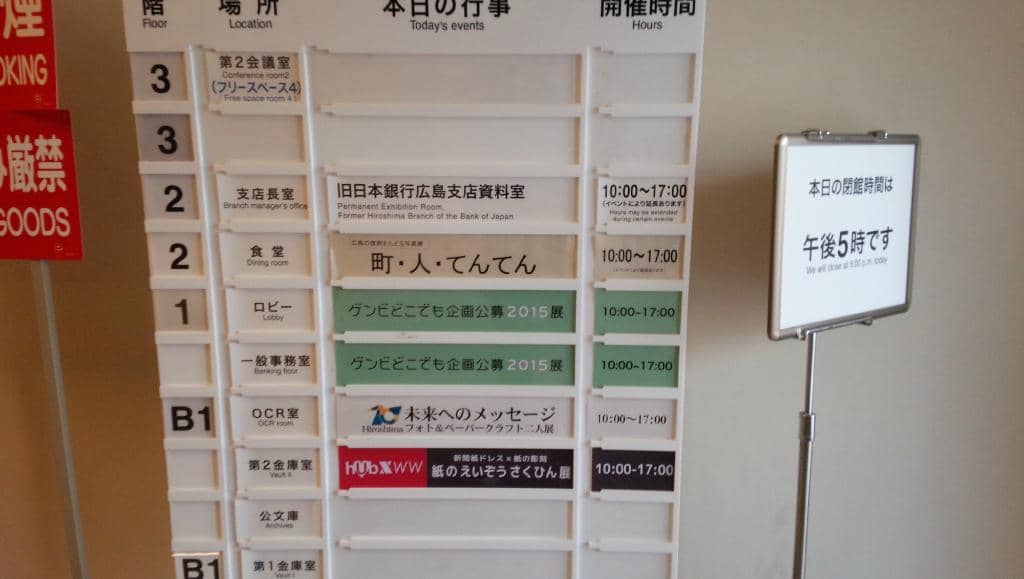 煙
OKING
厳禁
GOODS
階 場所 本日の行事 開催時間
Floor Location Today's events Hours
3 第2会議室
Conference room2
(フリースペース4)
Free space room 4
3
2 支店長室 旧日本銀行広島支店資料室 10:00〜17:00
Branch manager's office Permanent Exhibition Room, (イベントにより延長あります)
Former Hiroshima Branch of the Bank of Japan. Hours may be extended
during certain events
2 食堂 町・人・てんてん 10:00〜17:00
Dining room
1 ロビー ゲンビどこでも企画公募2015展 10:00-17:00
Lobby
一般事務室 ゲンビどこでも企画公募2015展 10:00-17:00
Banking floor
B1 OCR室 未来へのメッセージ 10:00〜17:00
OCR room Hiroshima フォト&ペーパークラフト二人展
第2金庫室 新聞紙ドレス×紙の彫刻 10:00-17:00
Vault II WW 紙のえいぞうさくひん展
公文庫
Archives
B1 第1金庫室
Vault I
本日の閉館時間は
午後5時です
We will close at 5:00 p.m. today